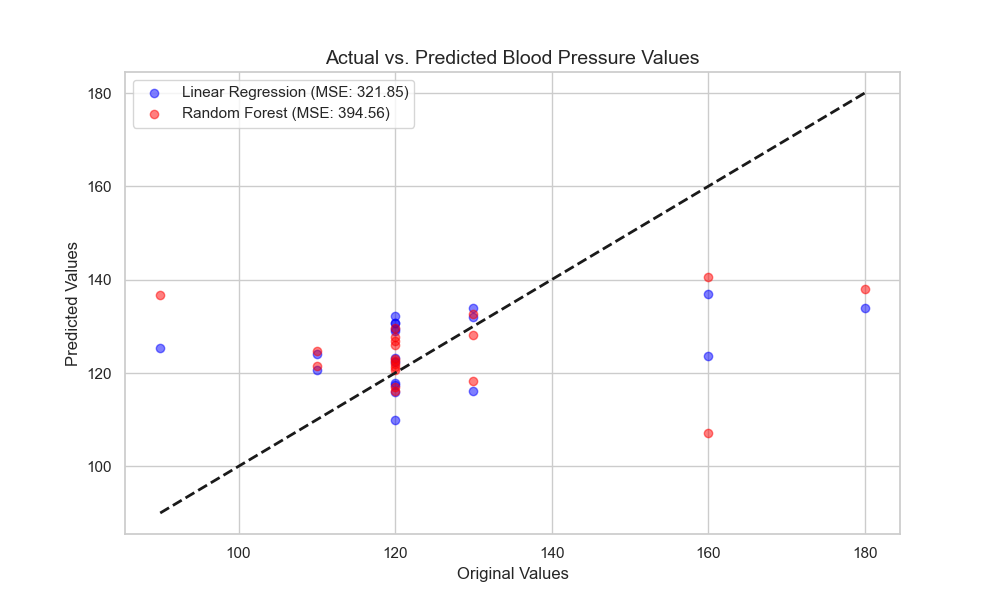 Actual vs. Predicted Blood Pressure Values
Linear Regression (MSE: 321.85)
Random Forest (MSE: 394.56)
180
160
140
120
100
Predicted Values
100
120
140
160
180
Original Values